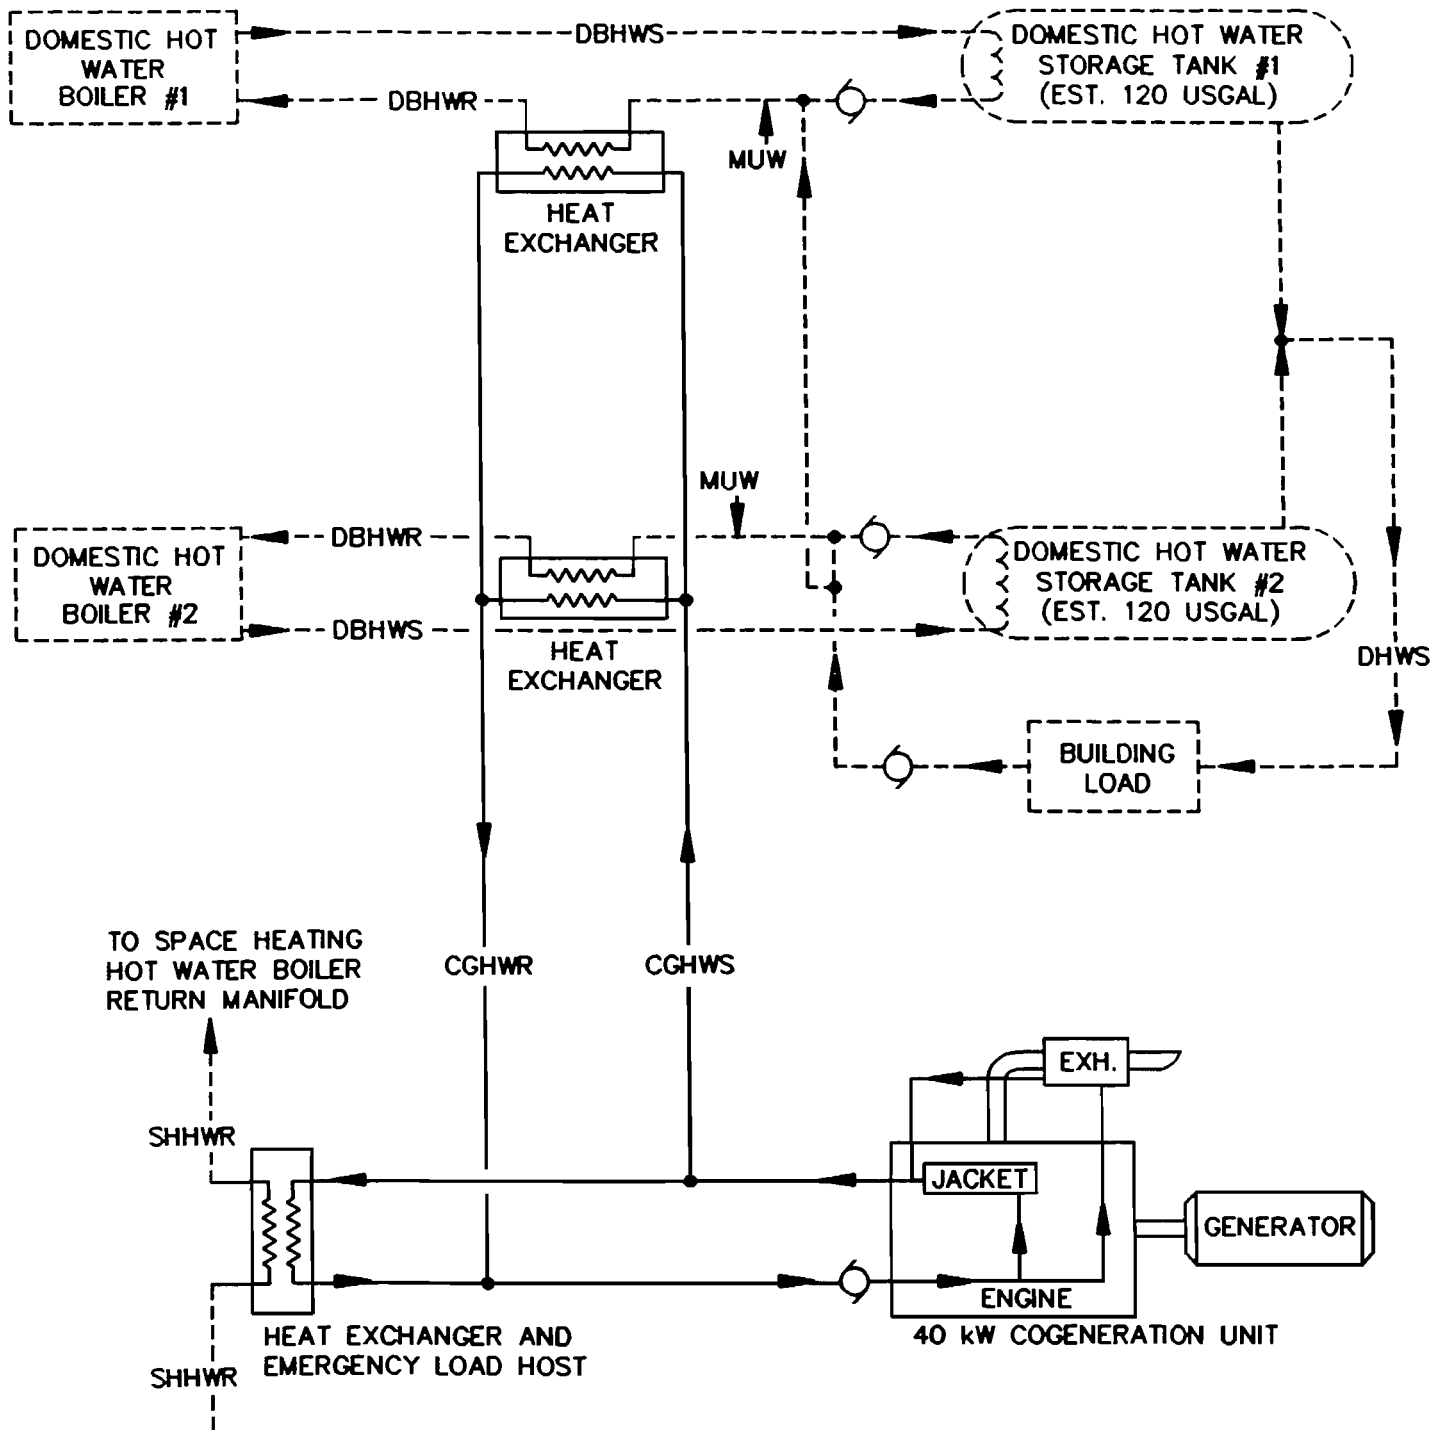 DOMESTIC HOT
WATER
BOILER #1
DBHWS
DOMESTIC HOT WATER
STORAGE TANK #1
(EST. 120 USGAL)
DBHWR
MUW
HEAT
EXCHANGER
MUW
DBHWR
DOMESTIC HOT
WATER
BOILER #2
DBHWS
DOMESTIC HOT WATER
STORAGE TANK #2
(EST. 120 USGAL)
HEAT
EXCHANGER
DHWS
BUILDING
LOAD
TO SPACE HEATING
HOT WATER BOILER
RETURN MANIFOLD
CGHWR
CGHWS
EXH.
SHHWR
JACKET
GENERATOR
ENGINE
HEAT EXCHANGER AND
EMERGENCY LOAD HOST
40 kW COGENERATION UNIT
SHHWR